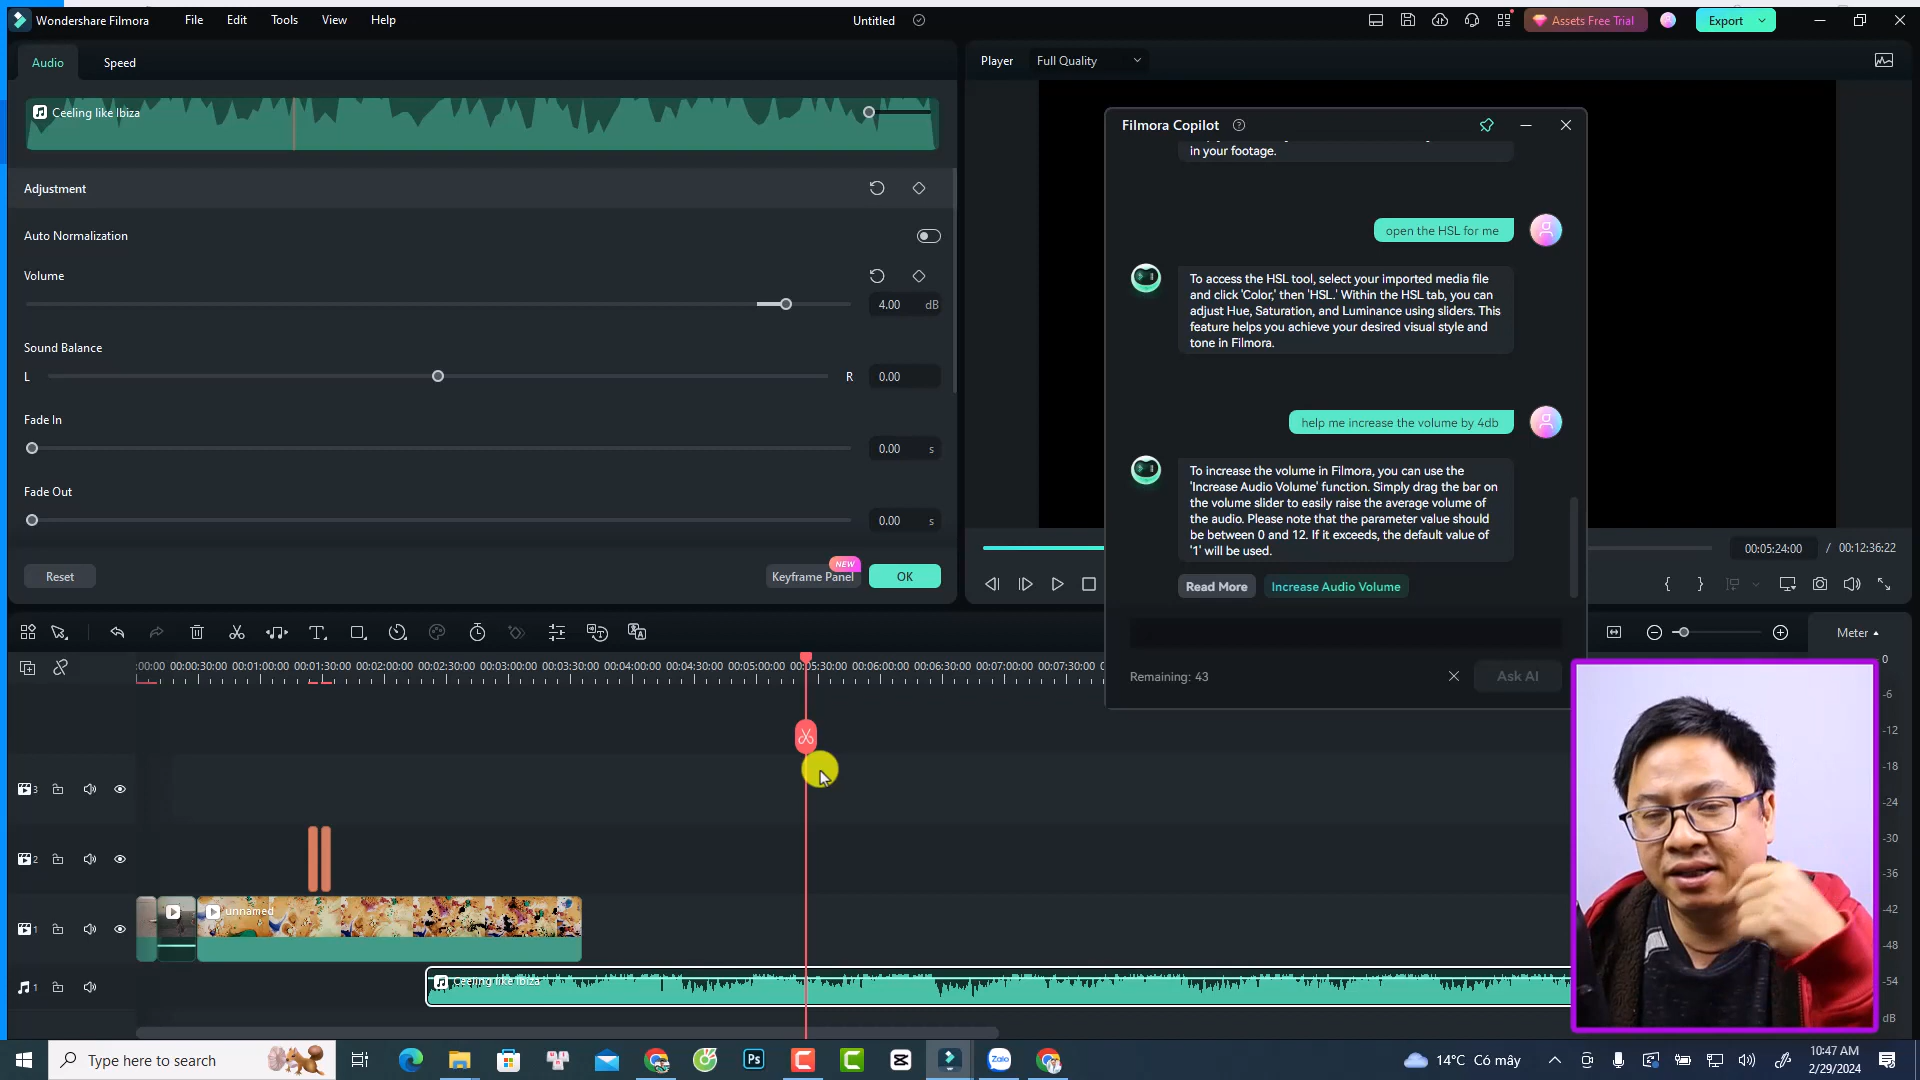 Wondershare Filmora File Edit Tools View Help Untitled Assets Free Trial Export
Audio Speed
Ceeling like Ibiza
Adjustment
Auto Normalization
Volume
4.00 dB
Sound Balance
L R 0.00
Fade In
0.00 s
Fade Out
0.00 s
Reset Keyframe Panel NEW OK
Player Full Quality
Filmora Copilot
in your footage.
open the HSL for me
To access the HSL tool, select your imported media file
and click 'Color,' then 'HSL.' Within the HSL tab, you can
adjust Hue, Saturation, and Luminance using sliders. This
feature helps you achieve your desired visual style and
tone in Filmora.
help me increase the volume by 4db
To increase the volume in Filmora, you can use the
'Increase Audio Volume' function. Simply drag the bar on
the volume slider to easily raise the average volume of
the audio. Please note that the parameter value should
be between 0 and 12. If it exceeds, the default value of
'1' will be used.
Read More Increase Audio Volume
Remaining: 43 Ask AI
00:05:24:00 / 00:12:36:22
Meter
:00:00 00:00:30:00 00:01:00:00 00:01:30:00 00:02:00:00 00:02:30:00 00:03:00:00 00:03:30:00 00:04:00:00 00:04:30:00 00:05:00:00 00:05:30:00 00:06:00:00 00:06:30:00 00:07:00:00 00:07:30:00
0
-6
-12
-18
-24
-30
-36
-42
-48
-54
dB
3
2
1
unnamed
1
Ceeling like Ibiza
Type here to search
Ps
C
C
Zalo
14°C Có mây
10:47 AM
2/29/2024